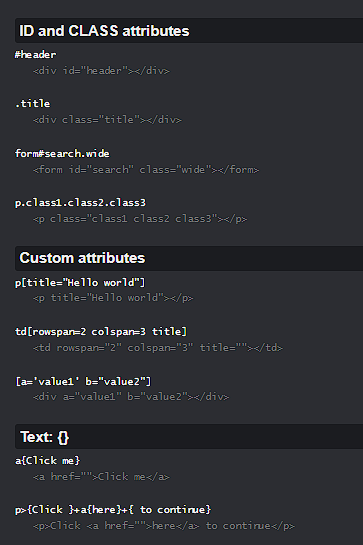 ID and CLASS attributes
#header
<div id="header"></div>
.title
<div class="title"></div>
form#search.wide
<form id="search" class="wide"></form>
p.class1.class2.class3
<p class="class1 class2 class3"></p>
Custom attributes
p[title="Hello world"]
<p title="Hello world"></p>
td[rowspan=2 colspan=3 title]
<td rowspan="2" colspan="3" title=""></td>
[a='value1' b="value2"]
<div a="value1" b="value2"></div>
Text: {}
a{Click me}
<a href="">Click me</a>
p>{Click }+a{here}+{ to continue}
<p>Click <a href="">here</a> to continue</p>